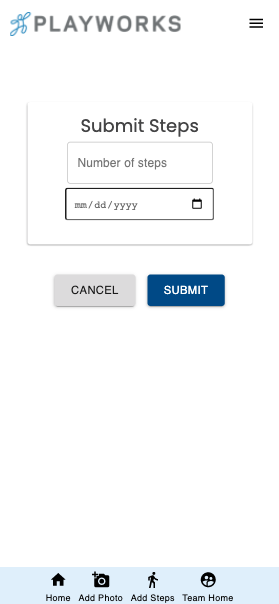 PLAYWORKS
Submit Steps
Number of steps
mm/dd/yyyy
CANCEL
SUBMIT
Home
Add Photo
Add Steps
Team Home